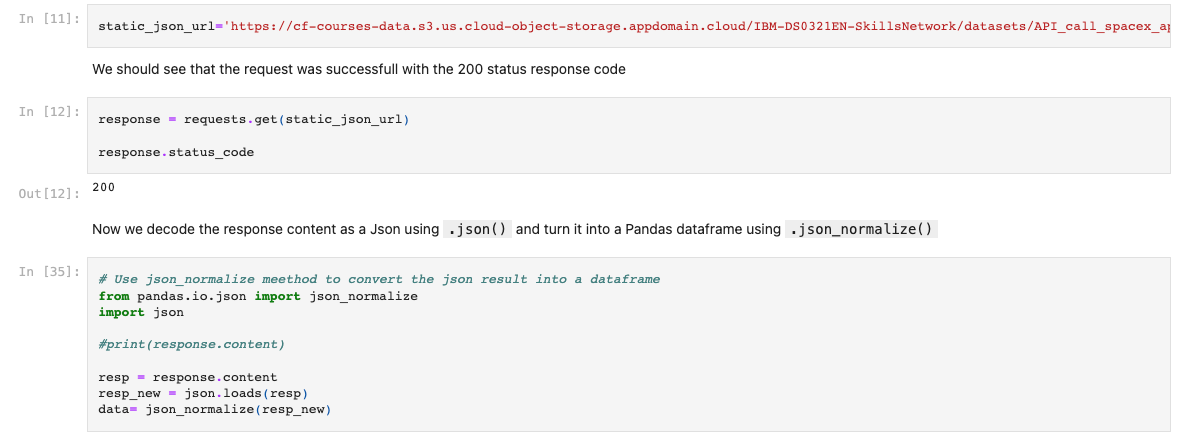 In [11]:
static_json_url='https://cf-courses-data.s3.us.cloud-object-storage.appdomain.cloud/IBM-DS0321EN-SkillsNetwork/datasets/API_call_spacex_ap
We should see that the request was successfull with the 200 status response code
In [12]:
response = requests.get(static_json_url)
response.status_code
Out[12]:
200
Now we decode the response content as a Json using .json() and turn it into a Pandas dataframe using .json_normalize()
In [35]:
# Use json_normalize meethod to convert the json result into a dataframe
from pandas.io.json import json_normalize
import json
#print(response.content)
resp = response.content
resp_new = json.loads(resp)
data= json_normalize(resp_new)